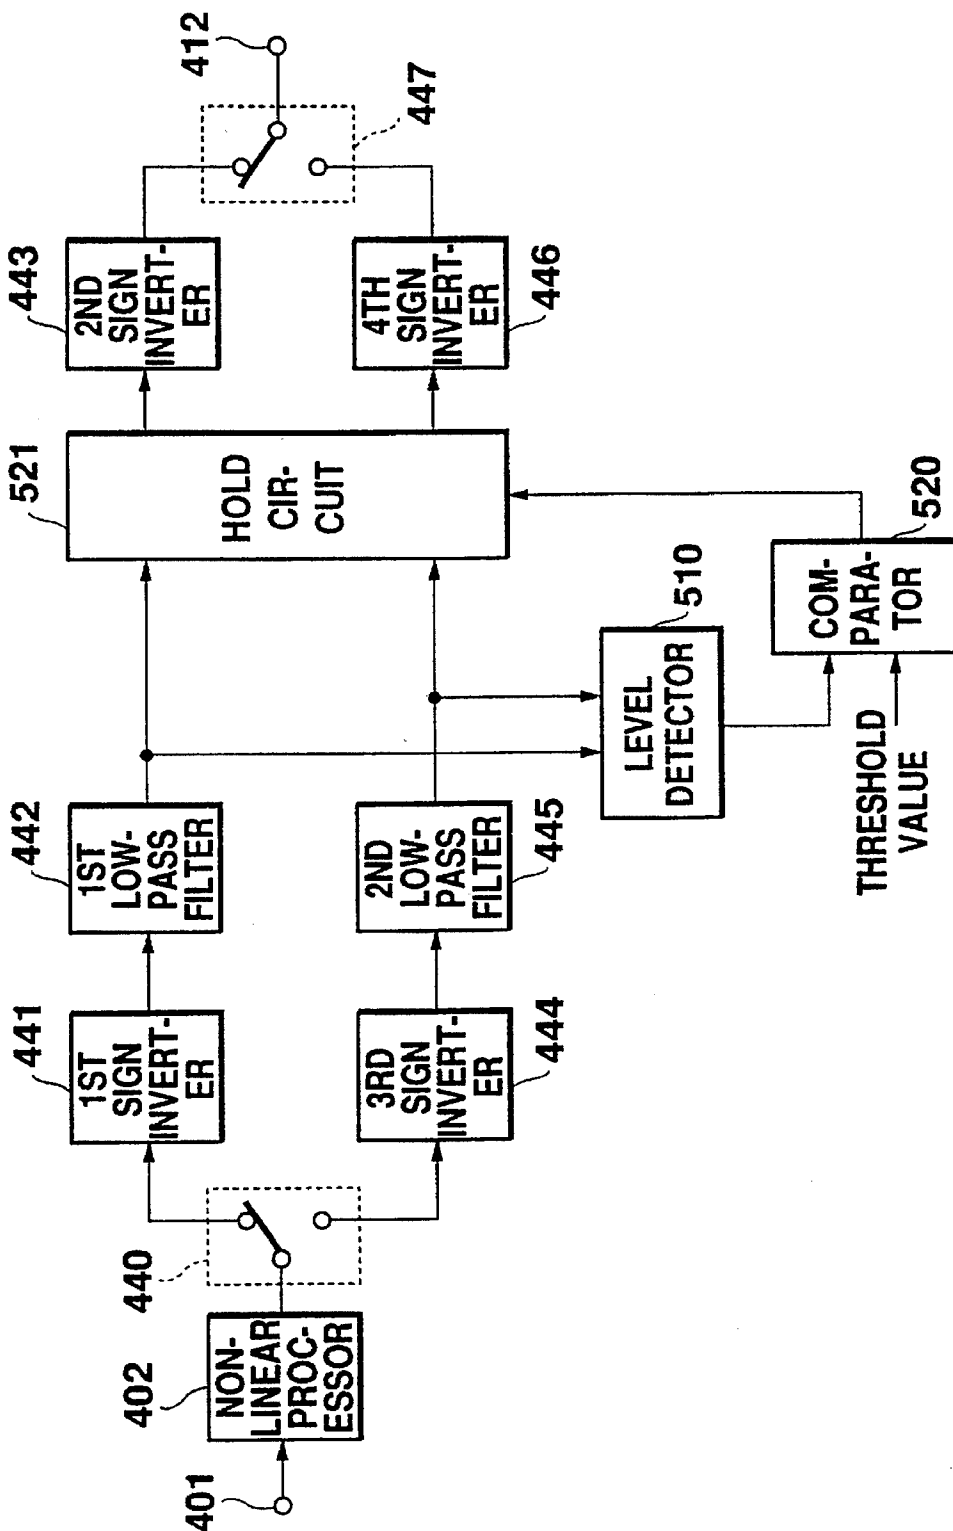 401
402
NON-
LINEAR
PROC-
ESSOR
440
441
1ST
SIGN
INVERT-
ER
442
1ST
LOW-
PASS
FILTER
444
3RD
SIGN
INVERT-
ER
445
2ND
LOW-
PASS
FILTER
521
HOLD
CIR-
CUIT
443
2ND
SIGN
INVERT-
ER
446
4TH
SIGN
INVERT-
ER
447
412
510
LEVEL
DETECTOR
520
COM-
PARA-
TOR
THRESHOLD
VALUE